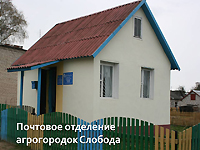 Почтовое отделение
агрогородок Слобода